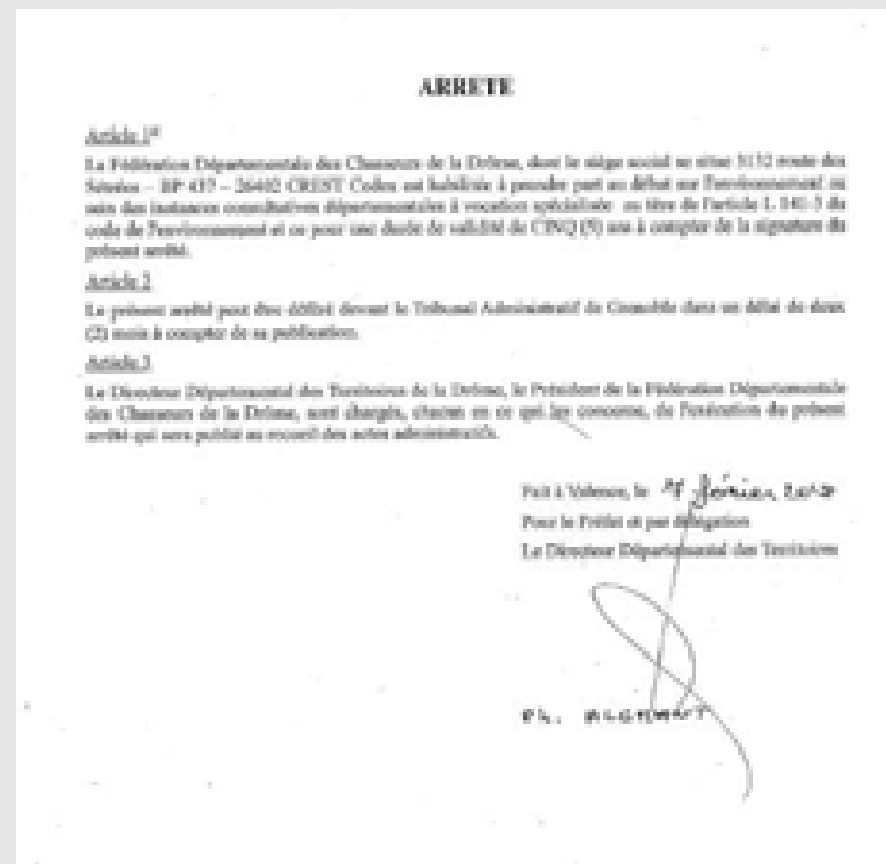 ARRETE
Article 1er
La Fédération Départementale des Chasseurs de la Drôme, dont le siège social se situe route des
– BP 437 – 26402 CREST Cedex est habilitée à prendre part au débat sur l'environnement au
sein des instances consultatives départementales à vocation spécialisée au titre de l'article L 141-3 du
code de l'environnement et ce pour une durée de validité de CINQ (5) ans à compter de la signature du
présent arrêté.
Article 2
Le présent arrêté peut être déféré devant le Tribunal Administratif de Grenoble dans un délai de deux
(2) mois à compter de sa publication.
Article 3
Le Directeur Départemental des Territoires de la Drôme, le Président de la Fédération Départementale
des Chasseurs de la Drôme, sont chargés, chacun en ce qui les concerne, de l'exécution du présent
arrêté qui sera publié au recueil des actes administratifs.
Fait à Valence, le février
Pour le Préfet et par délégation
Le Directeur Départemental des Territoires
Ph.